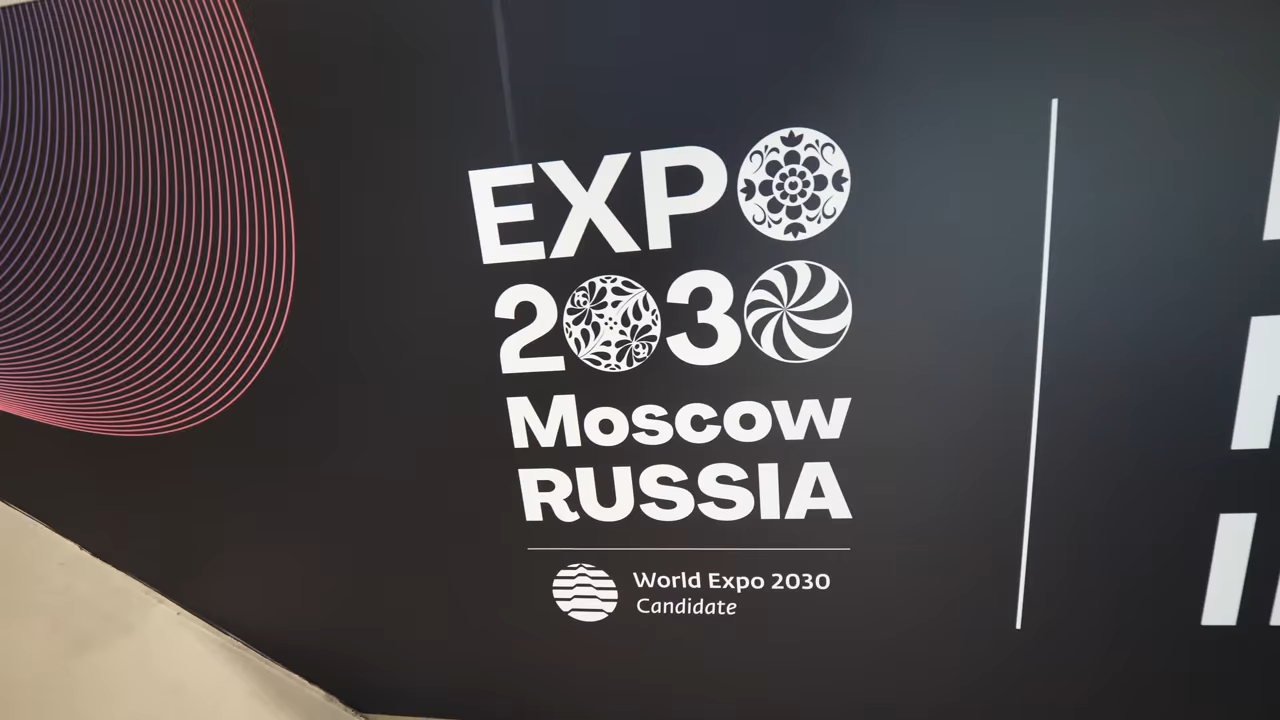 EXPO
2030
Moscow
RUSSIA
World Expo 2030
Candidate